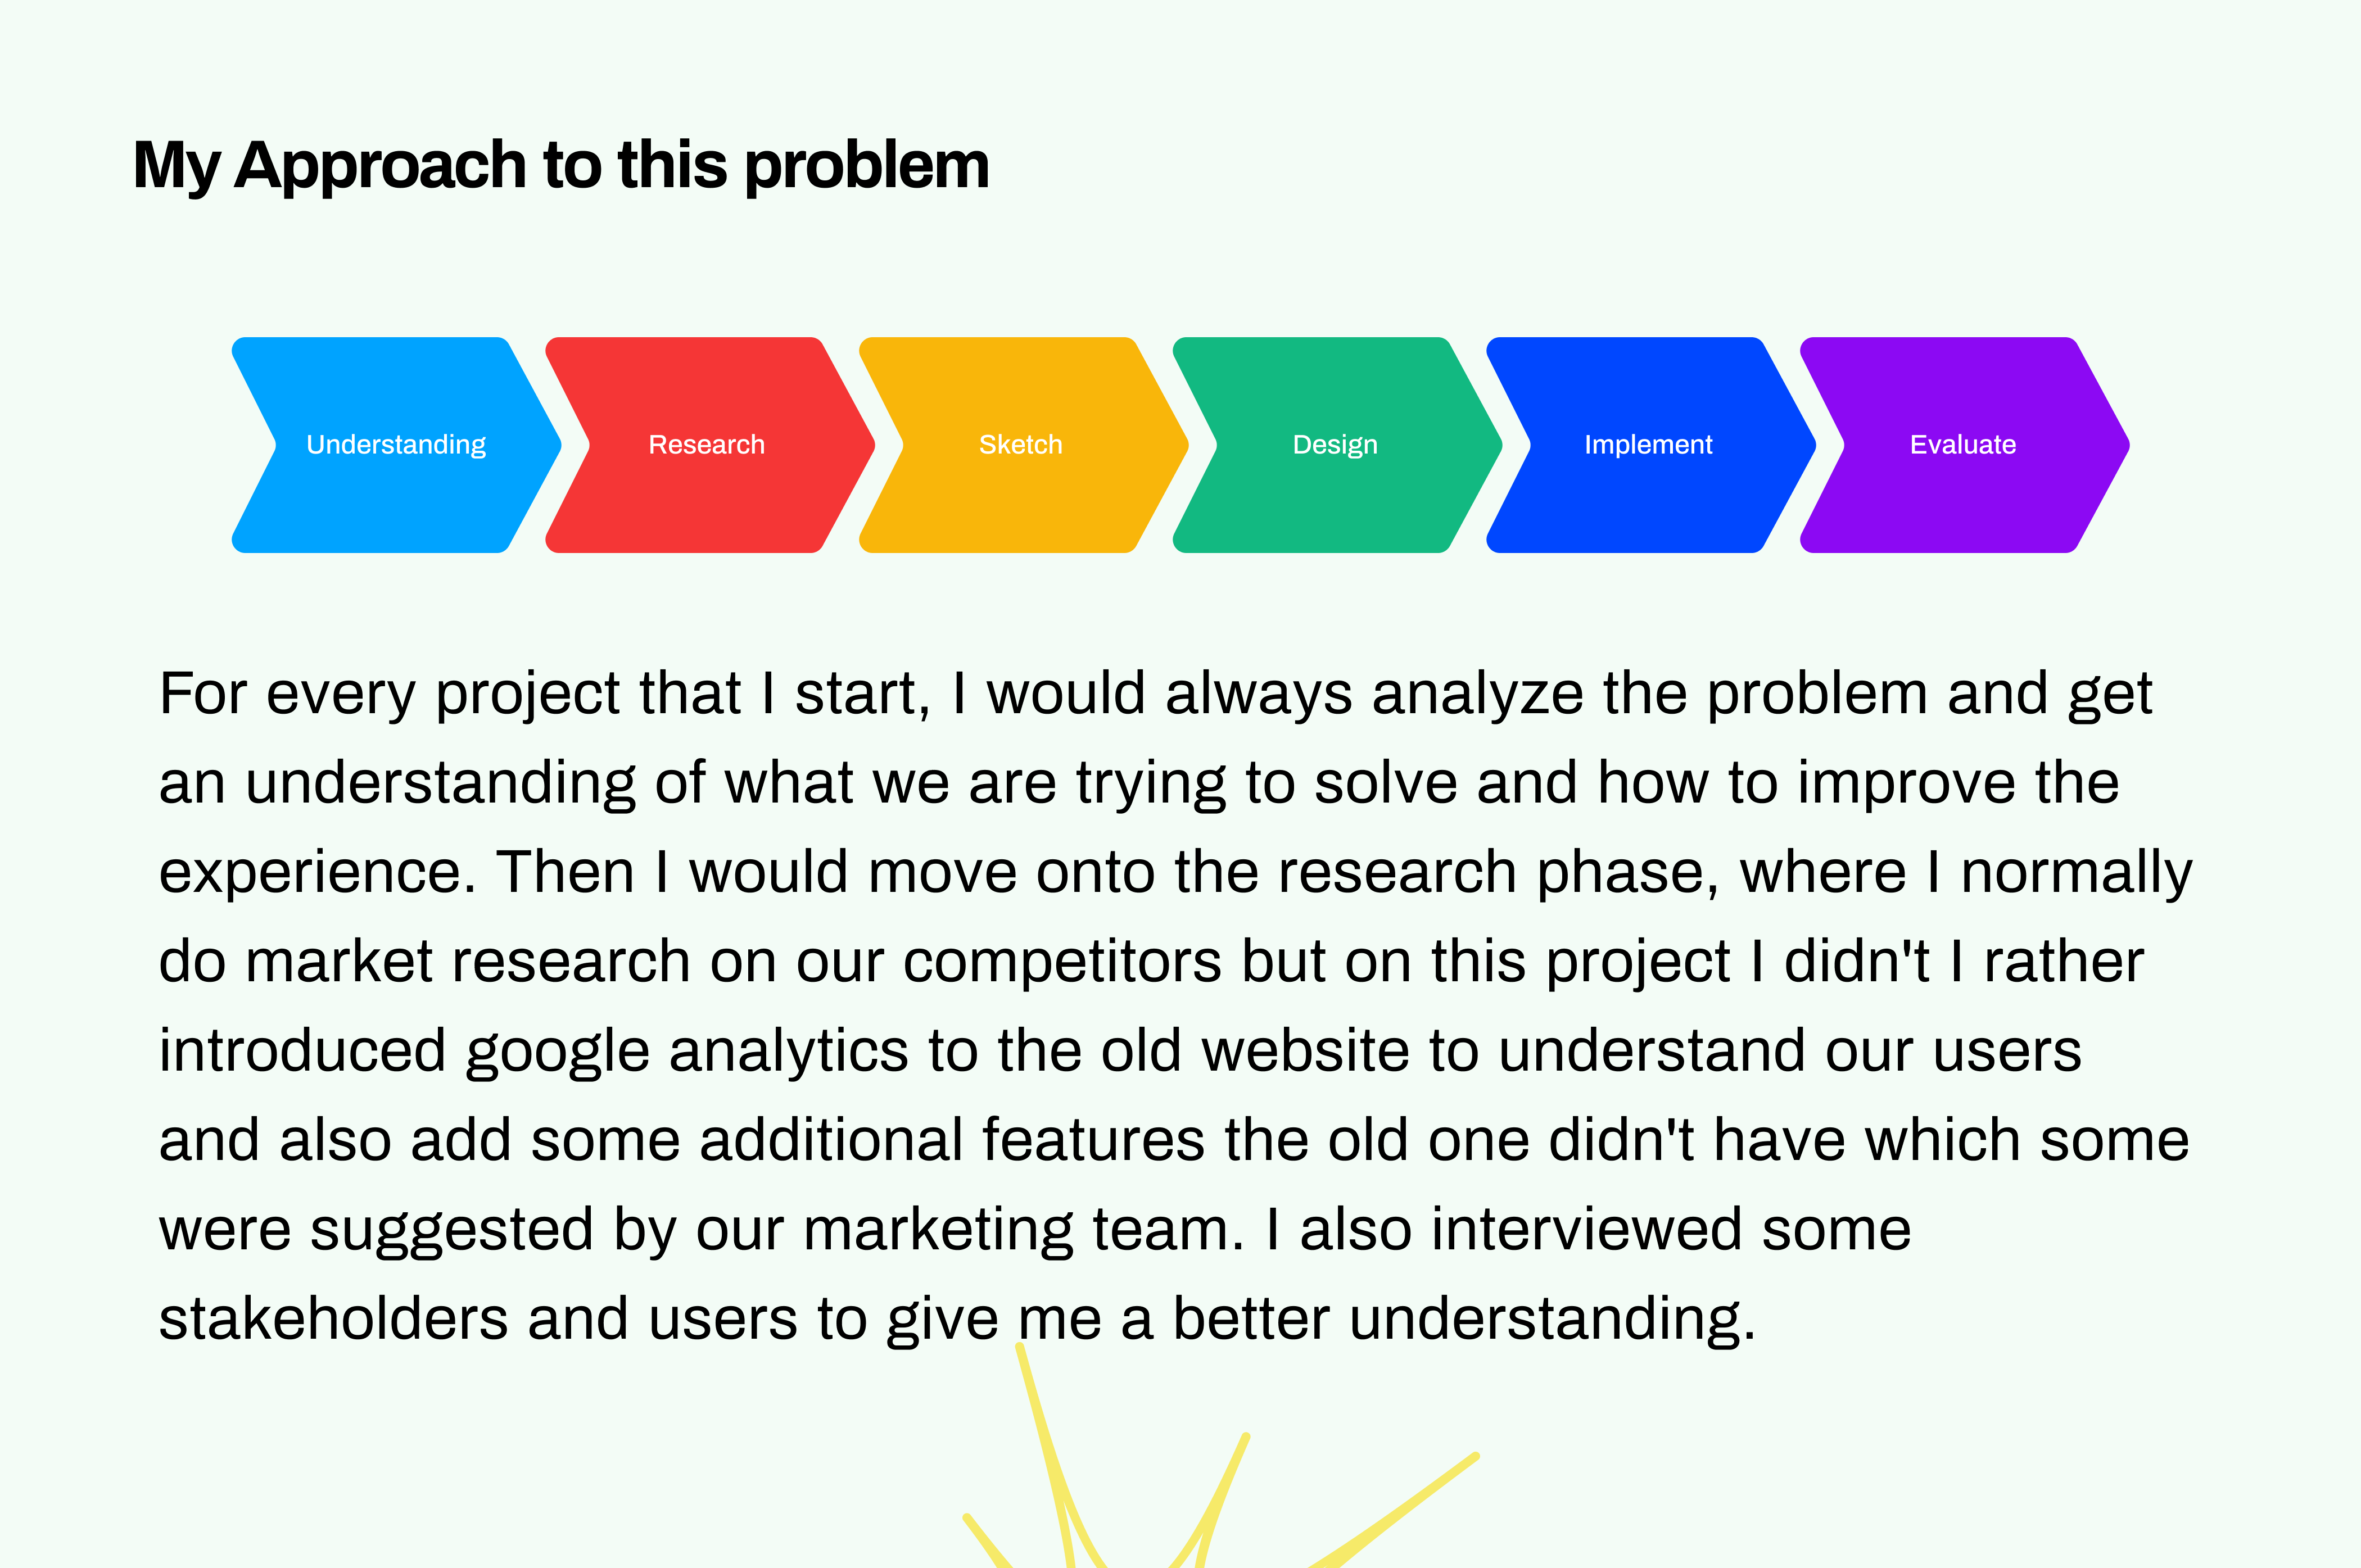 My Approach to this problem
Understanding
Research
Sketch
Design
Implement
Evaluate
For every project that I start, I would always analyze the problem and get
an understanding of what we are trying to solve and how to improve the
experience. Then I would move onto the research phase, where I normally
do market research on our competitors but on this project I didn't I rather
introduced google analytics to the old website to understand our users
and also add some additional features the old one didn't have which some
were suggested by our marketing team. I also interviewed some
stakeholders and users to give me a better understanding.